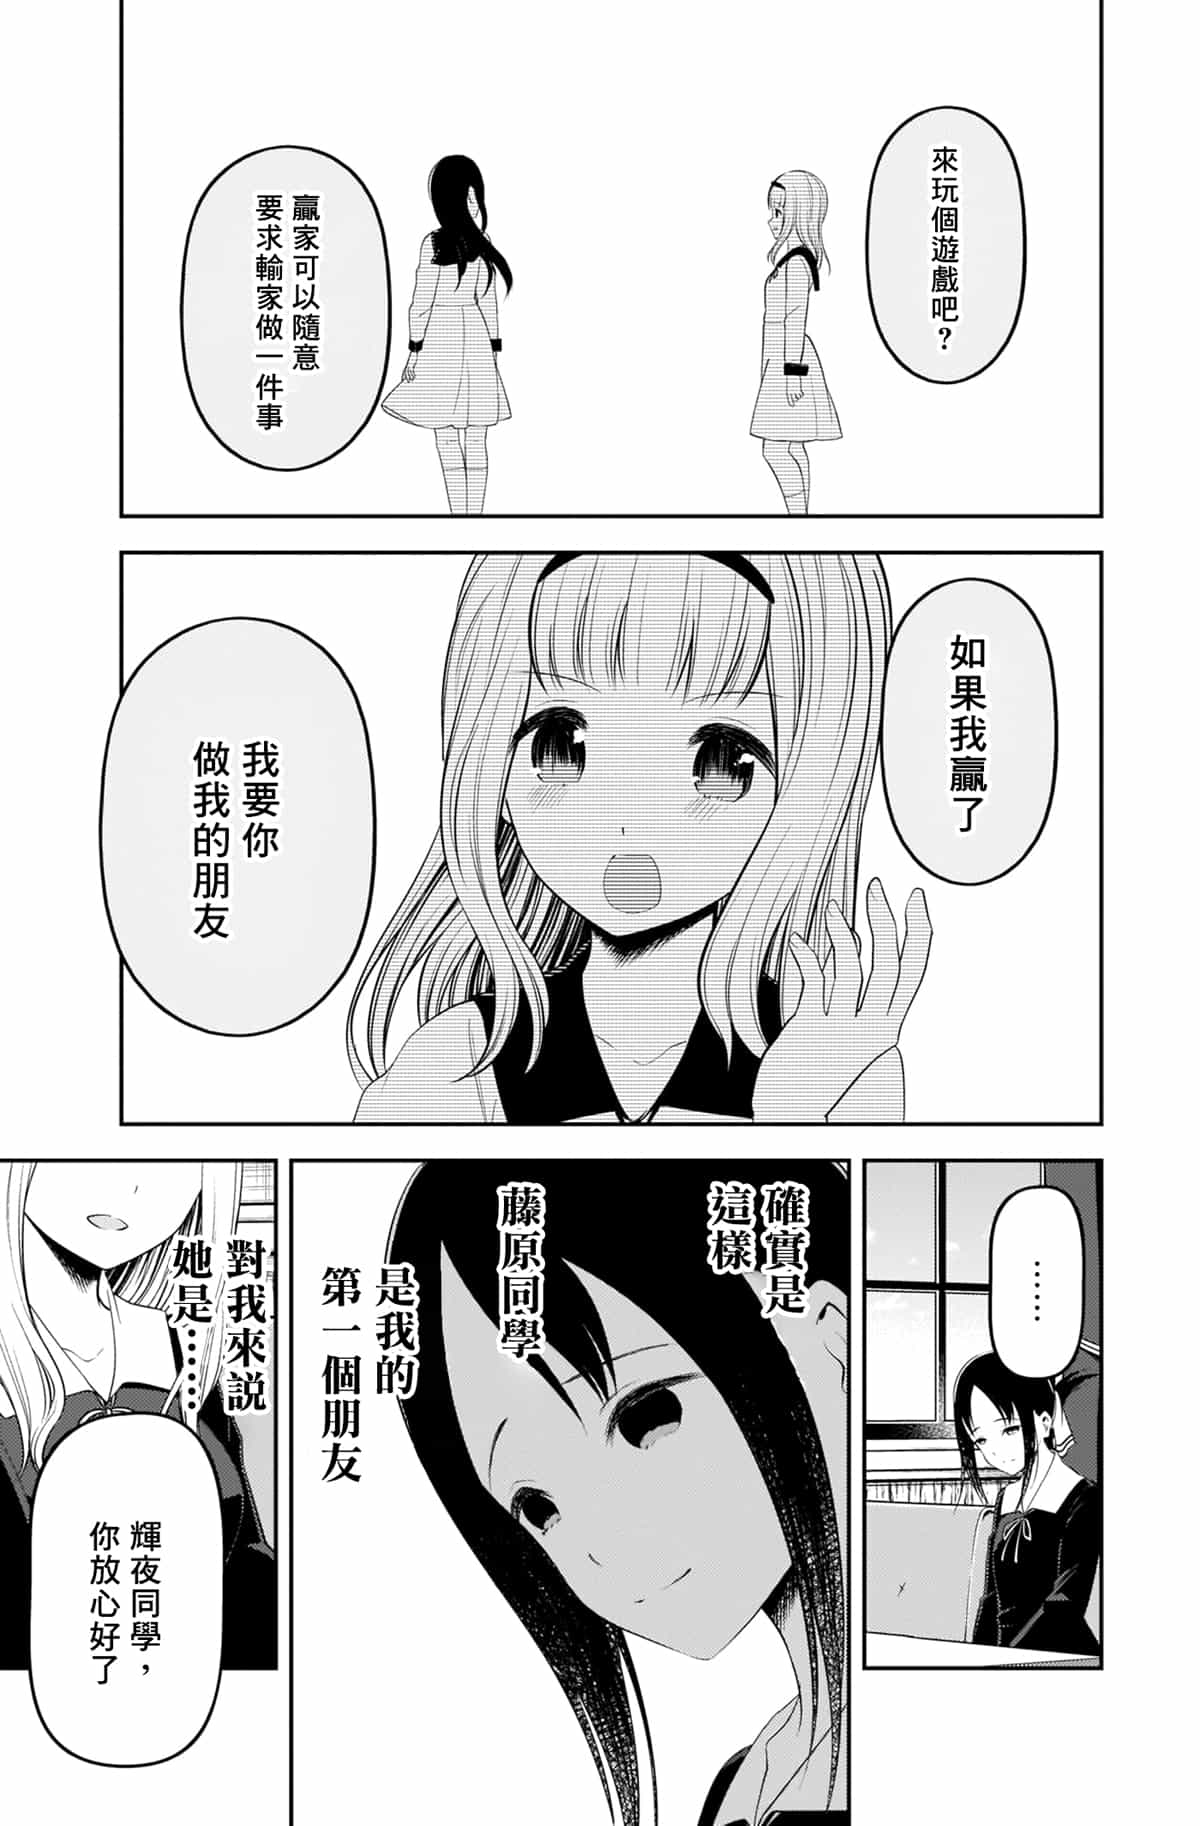 來玩個遊戲吧？
贏家可以隨意
要求輸家做一件事
如果我贏了
我要你
做我的朋友
……
確實是
這樣
藤原同學
是我的
第一個朋友
對我來説
她是……
輝夜同學，
你放心好了